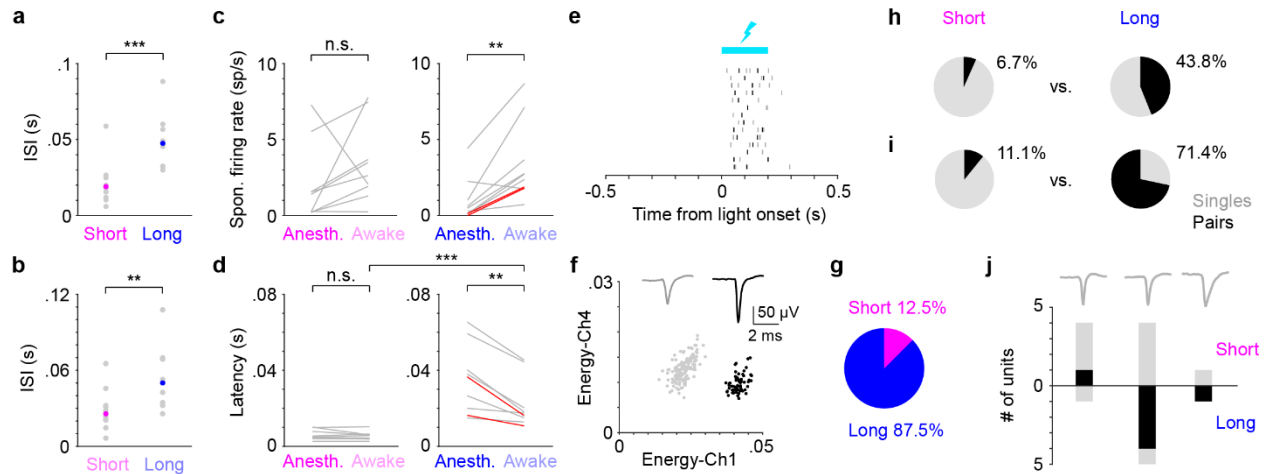 a
***
.1
.05
0
ISI (s)
Short Long
b
**
.12
.06
0
ISI (s)
Short Long
c
n.s.
10
5
0
Spon. firing rate (sp/s)
Anesth. Awake
**
10
5
0
Anesth. Awake
d
n.s.
***
**
.08
.04
0
Latency (s)
Anesth. Awake
.08
.04
0
Anesth. Awake
e
-0.5 0 0.5
Time from light onset (s)
f
.03
50 µV
2 ms
Energy-Ch4
0
0 .05
Energy-Ch1
g
Short 12.5%
Long 87.5%
h
Short Long
6.7%
vs.
43.8%
i
11.1%
vs.
71.4%
Singles
Pairs
j
5
0
5
# of units
Short
Long